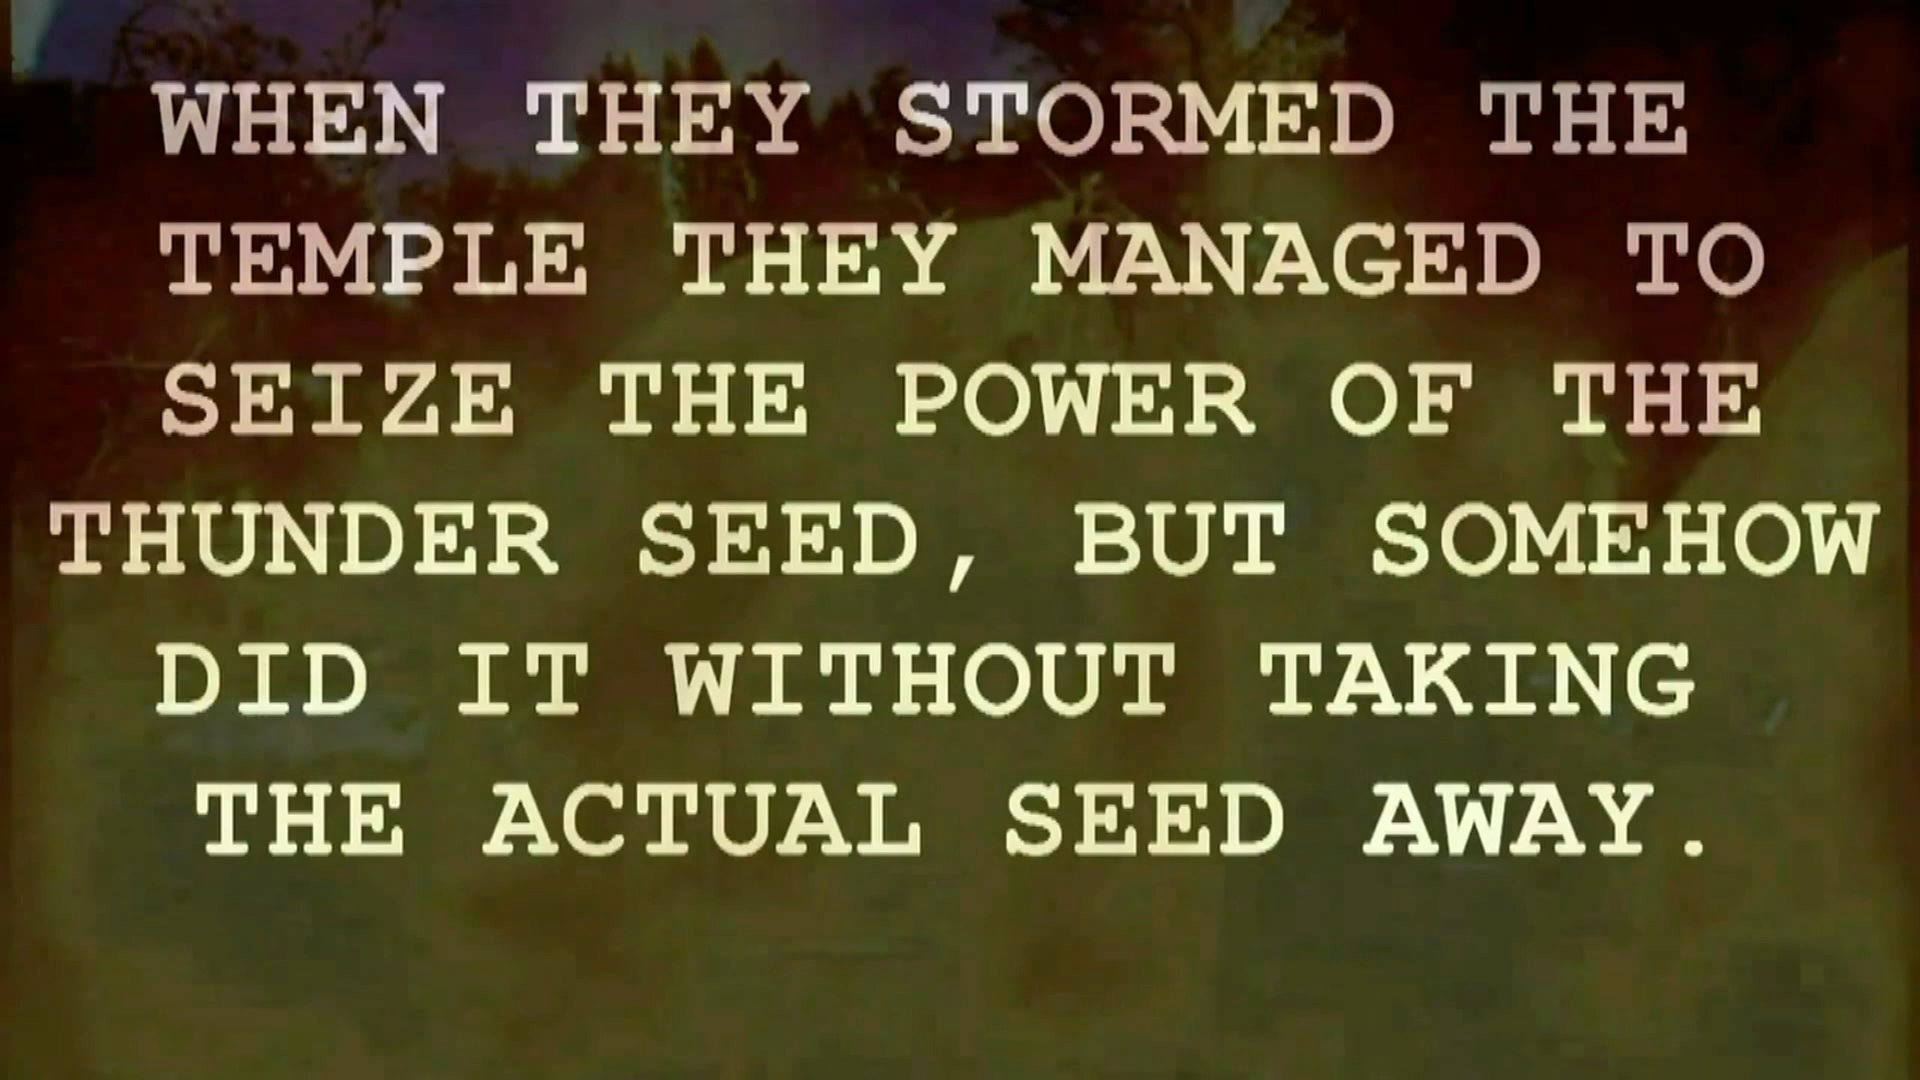 WHEN THEY STORMED THE
TEMPLE THEY MANAGED TO
SEIZE THE POWER OF THE
THUNDER SEED, BUT SOMEHOW
DID IT WITHOUT TAKING
THE ACTUAL SEED AWAY.